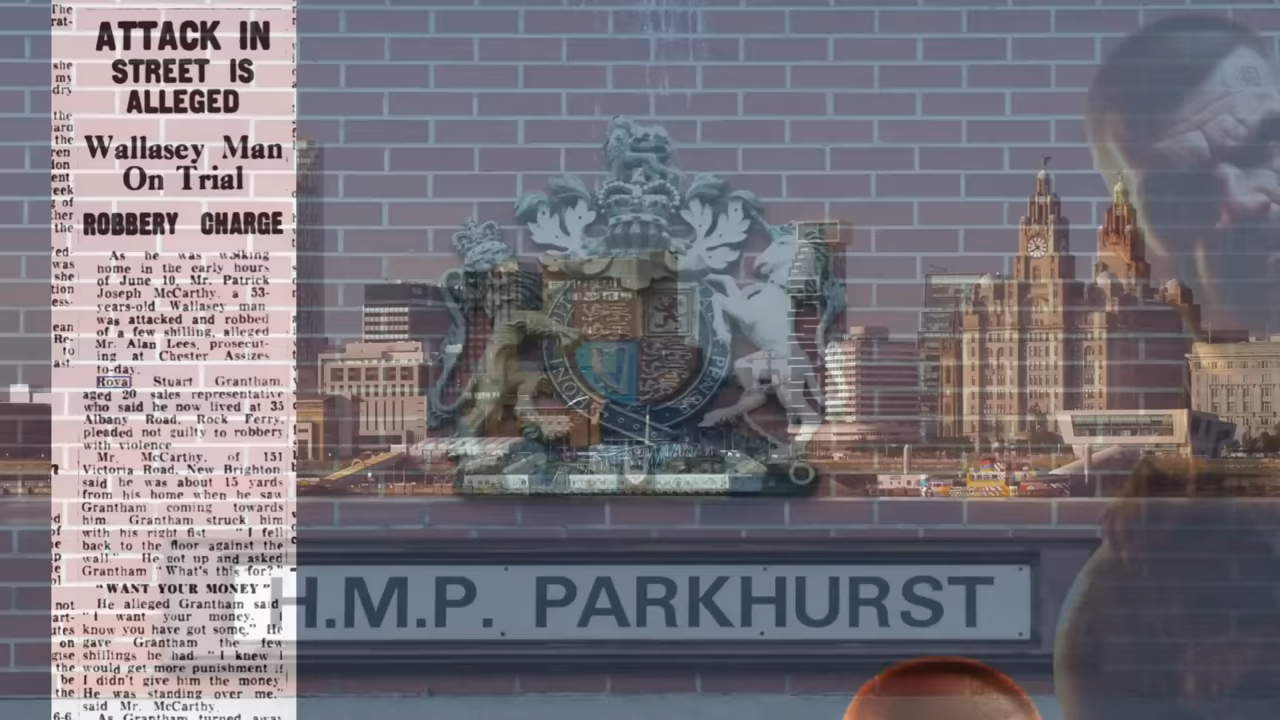 ATTACK IN
STREET IS
ALLEGED
Wallasey Man
On Trial
ROBBERY CHARGE
As he was walking
home in the early hours
of June 10, Mr. Patrick
Joseph McCarthy, a 53-
years-old Wallasey man
was attacked and robbed
of a few shilling, alleged
Mr. Alan Lees, prosecut-
ing at Chester Assizes
to-day.
Roya Stuart Grantham,
aged 20 sales representative
who said he now lived at 35
Albany Road, Rock Ferry,
pleaded not guilty to robbery
with violence.
Mr. McCarthy, of 151
Victoria Road, New Brighton
said he was about 15 yards
from his home when he saw
Grantham coming towards
him. Grantham struck him
with his right fist. "I fell
back to the floor against the
wall." He got up and asked
Grantham "What's this for?"
"WANT YOUR MONEY"
He alleged Grantham said
"I want your money. I
know you have got some." He
gave Grantham the few
shillings he had. "I knew I
would get more punishment if
I didn't give him the money
He was standing over me."
said Mr. McCarthy.
As Grantham turned away
H.M.P. PARKHURST